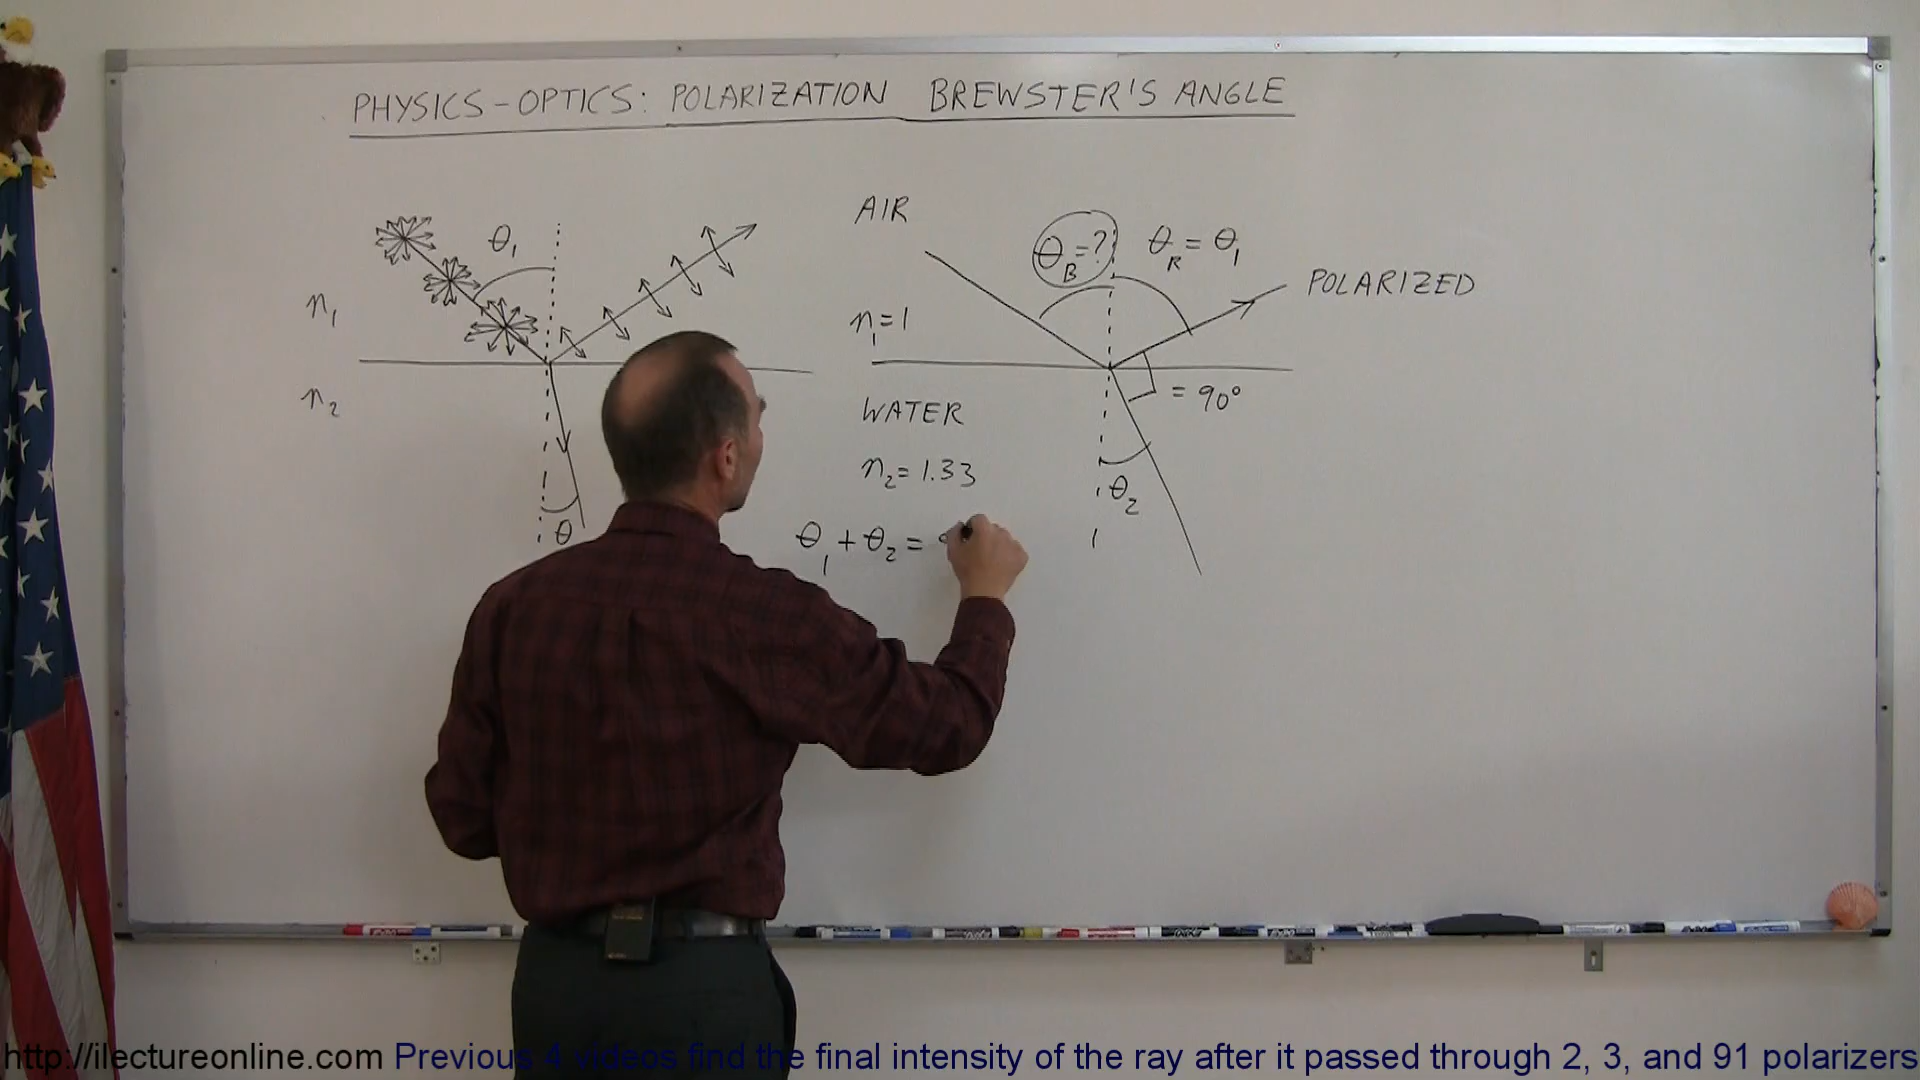 PHYSICS-OPTICS: POLARIZATION BREWSTER'S ANGLE
θ₁
n₁
n₂
θ
AIR
θ_B=?
θ_R = θ₁
POLARIZED
n₁=1
= 90°
WATER
n₂=1.33
θ₂
θ₁ + θ₂ =
http://ilectureonline.com Previous 4 videos find the final intensity of the ray after it passed through 2, 3, and 91 polarizers